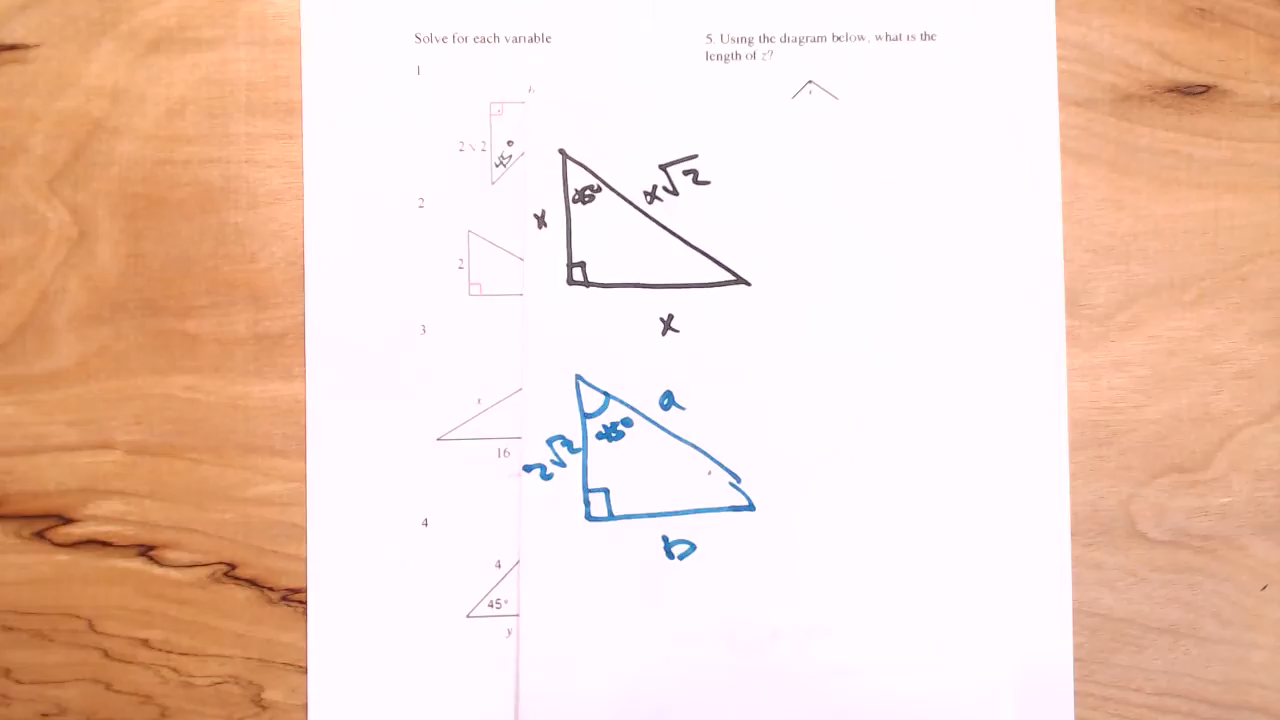 Solve for each variable
1
2√2
45°
2
2
3
x
16
4
4
45°
y
5. Using the diagram below, what is the
length of z?
45°
x√2
x
x
a
45°
2√2
b